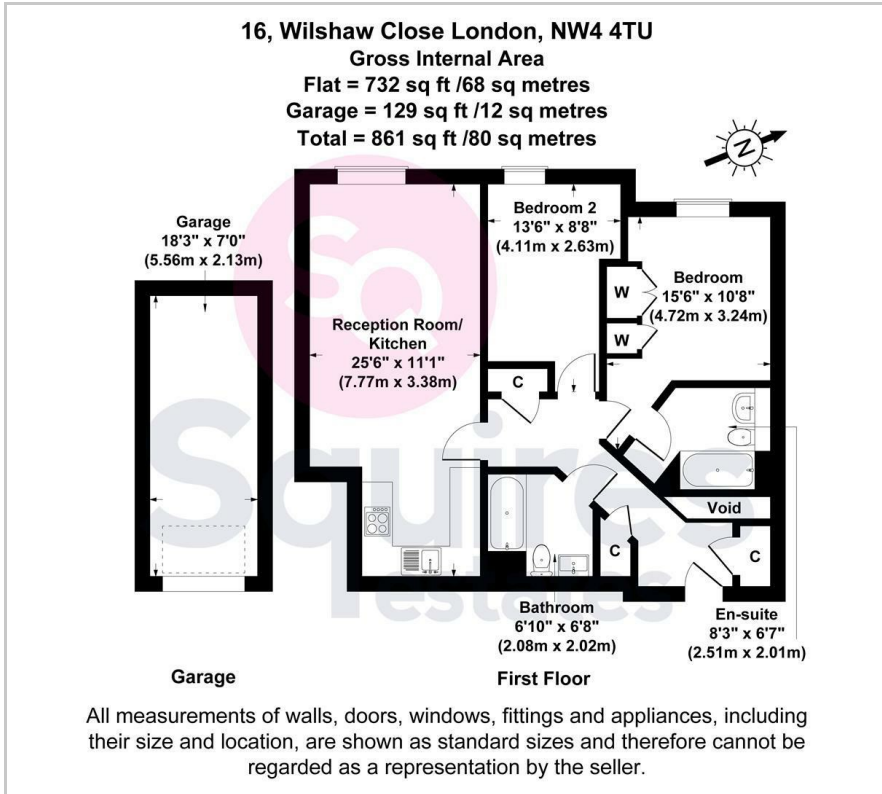 16, Wilshaw Close London, NW4 4TU
Gross Internal Area
Flat = 732 sq ft /68 sq metres
Garage = 129 sq ft /12 sq metres
Total = 861 sq ft /80 sq metres
N
Garage
18'3" x 7'0"
(5.56m x 2.13m)
Reception Room/
Kitchen
25'6" x 11'1"
(7.77m x 3.38m)
Bedroom 2
13'6" x 8'8"
(4.11m x 2.63m)
Bedroom
15'6" x 10'8"
(4.72m x 3.24m)
W
W
C
SQ
Squires
estates
Void
C
C
Bathroom
6'10" x 6'8"
(2.08m x 2.02m)
En-suite
8'3" x 6'7"
(2.51m x 2.01m)
Garage
First Floor
All measurements of walls, doors, windows, fittings and appliances, including
their size and location, are shown as standard sizes and therefore cannot be
regarded as a representation by the seller.